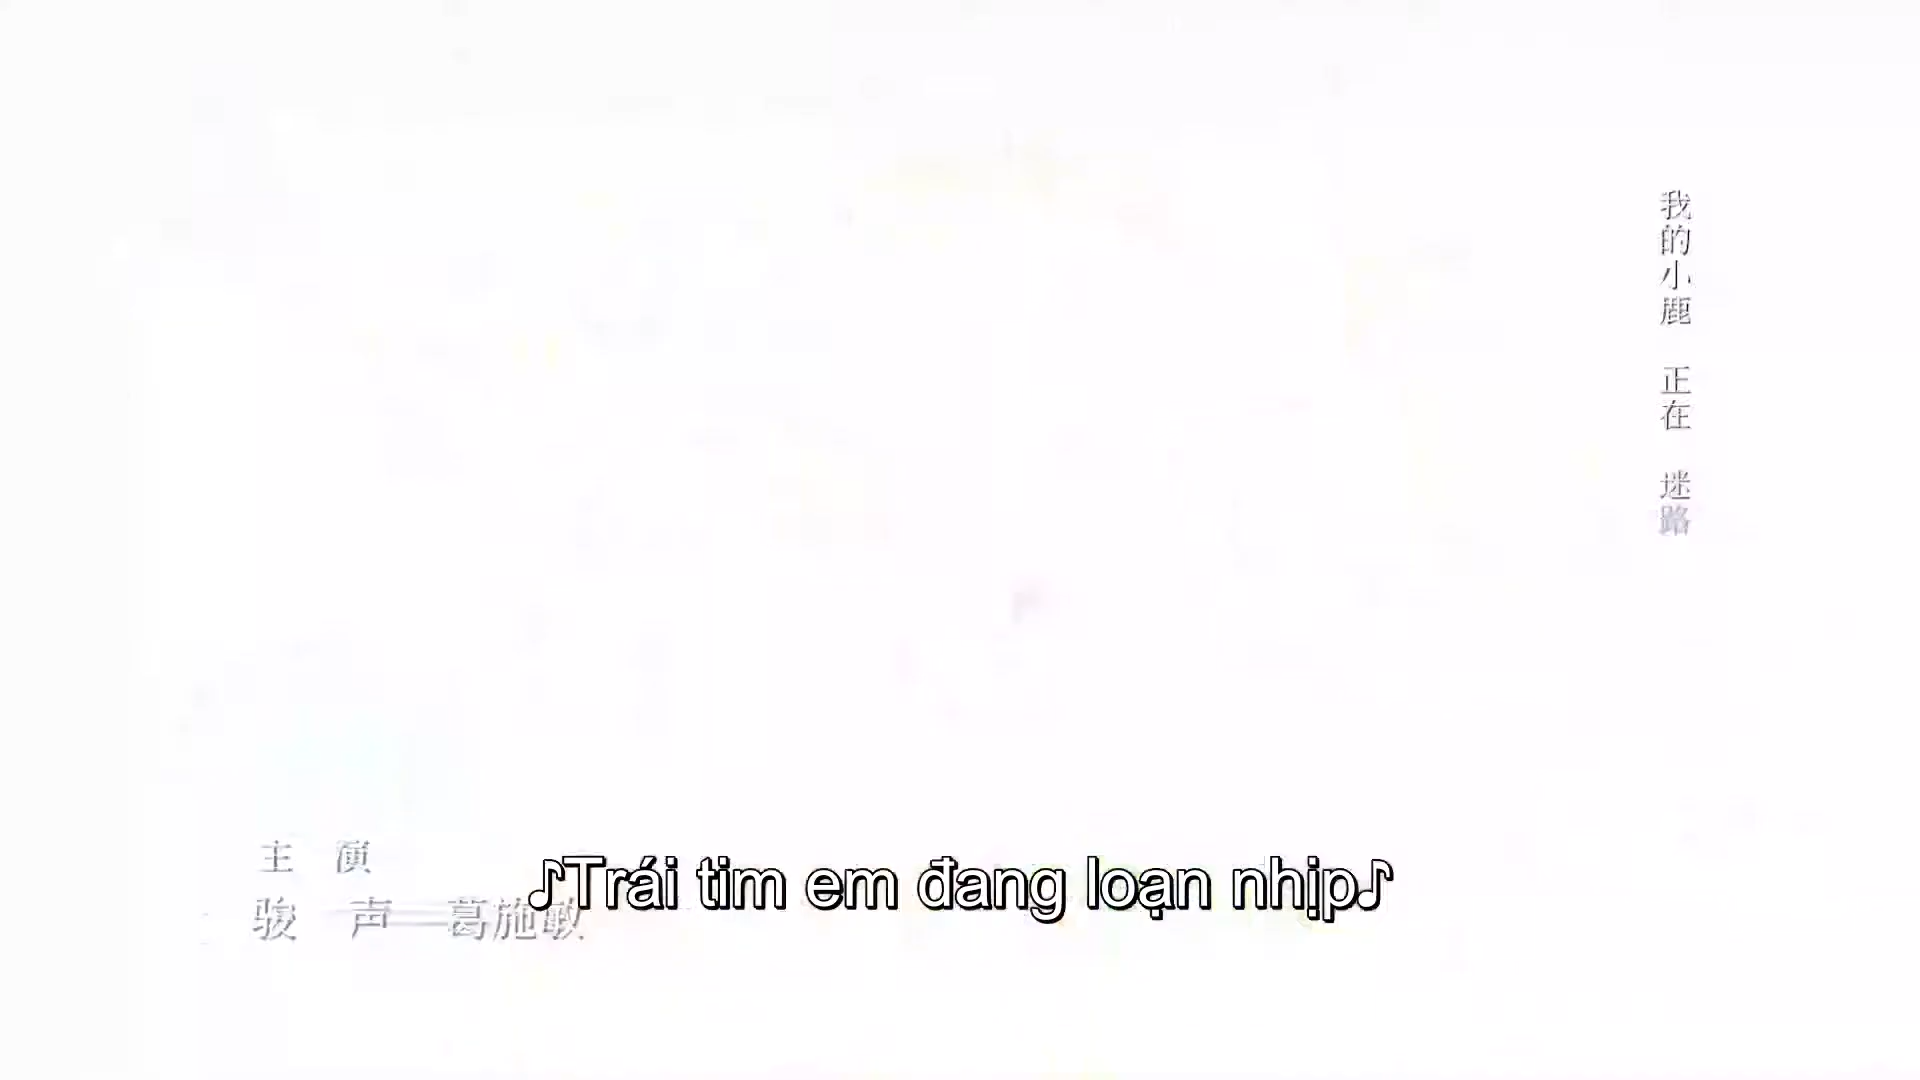 我的小鹿 正在 迷路
主 演
骏 声 葛施敏
♪Trái tim em đang loạn nhịp♪